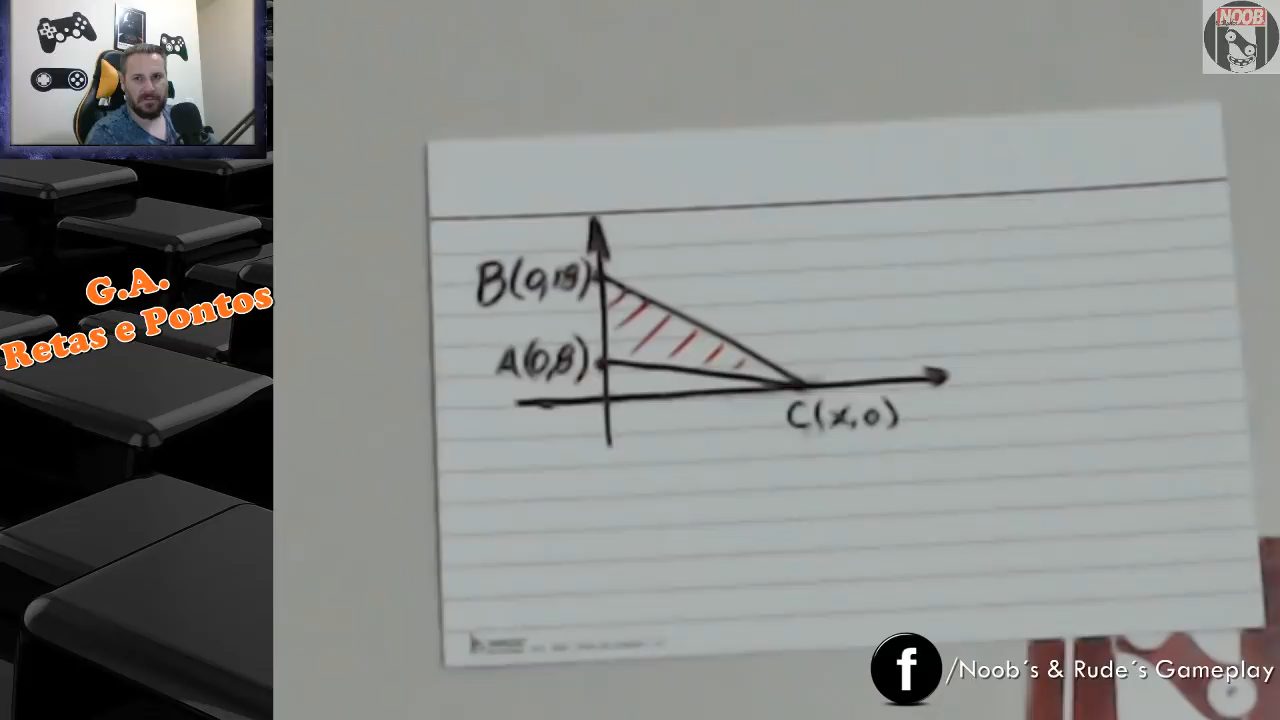 NOOB
G.A.
Retas e Pontos
B(0,18)
A(0,8)
C(x,0)
/Noob´s & Rude´s Gameplay